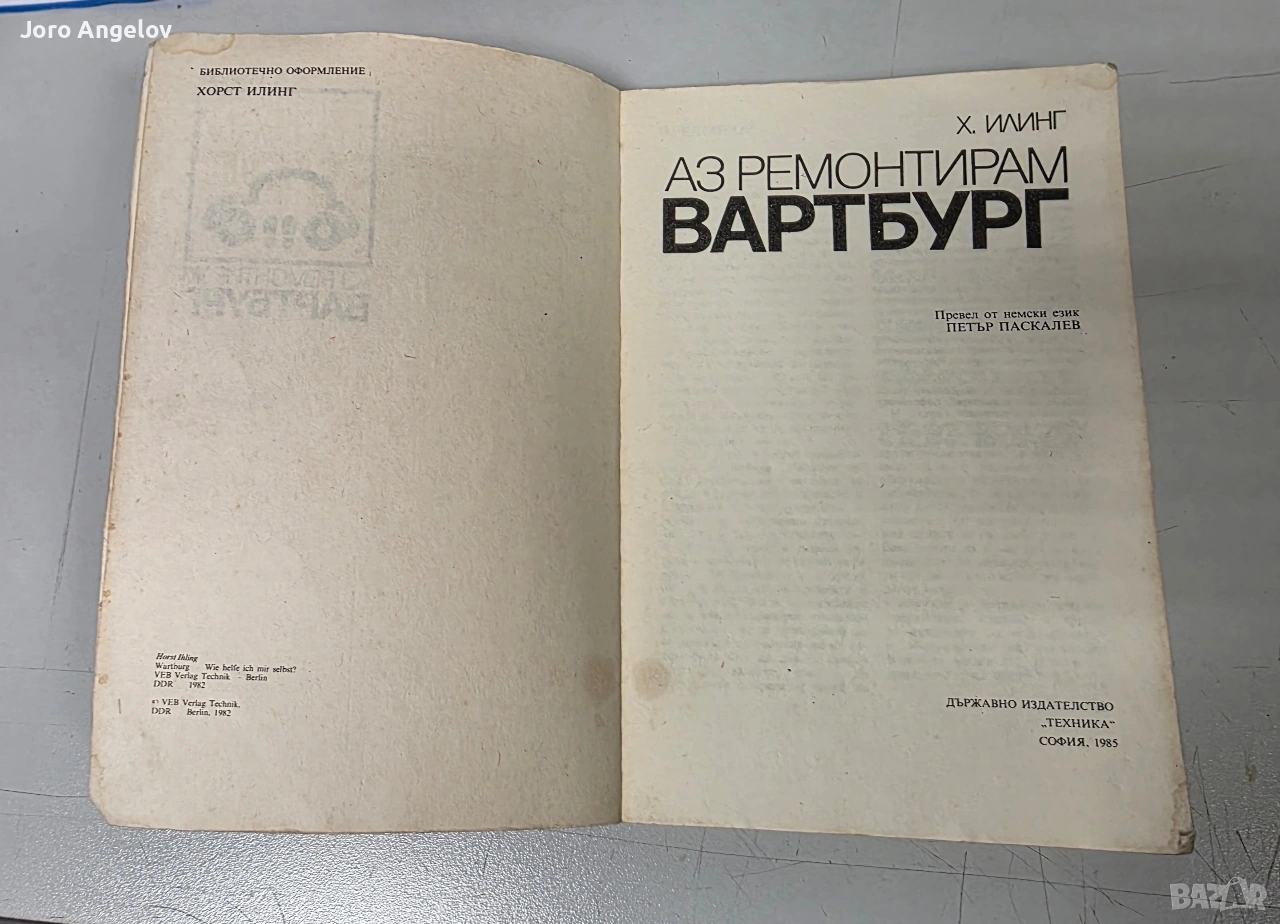 Joro Angelov
БИБЛИОТЕЧНО ОФОРМЛЕНИЕ
ХОРСТ ИЛИНГ
Horst Ihling
Wartburg Wie helfe ich mir selbst?
VEB Verlag Technik - Berlin
DDR 1982
© VEB Verlag Technik,
DDR Berlin, 1982
Х. ИЛИНГ
АЗ РЕМОНТИРАМ
ВАРТБУРГ
Превел от немски език
ПЕТЪР ПАСКАЛЕВ
ДЪРЖАВНО ИЗДАТЕЛСТВО
„ТЕХНИКА“
СОФИЯ, 1985
BAZAR